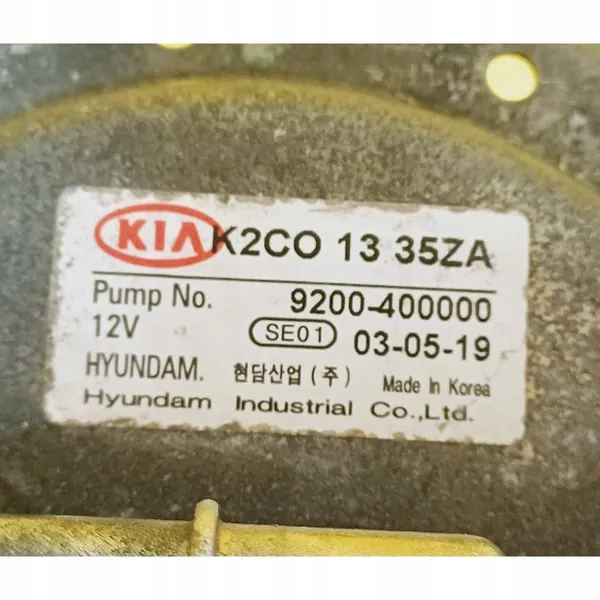 KIA K2CO 13 35ZA
Pump No. 9200-400000
12V SE01 03-05-19
HYUNDAM. 현담산업 (주) Made In Korea
Hyundam Industrial Co.,Ltd.